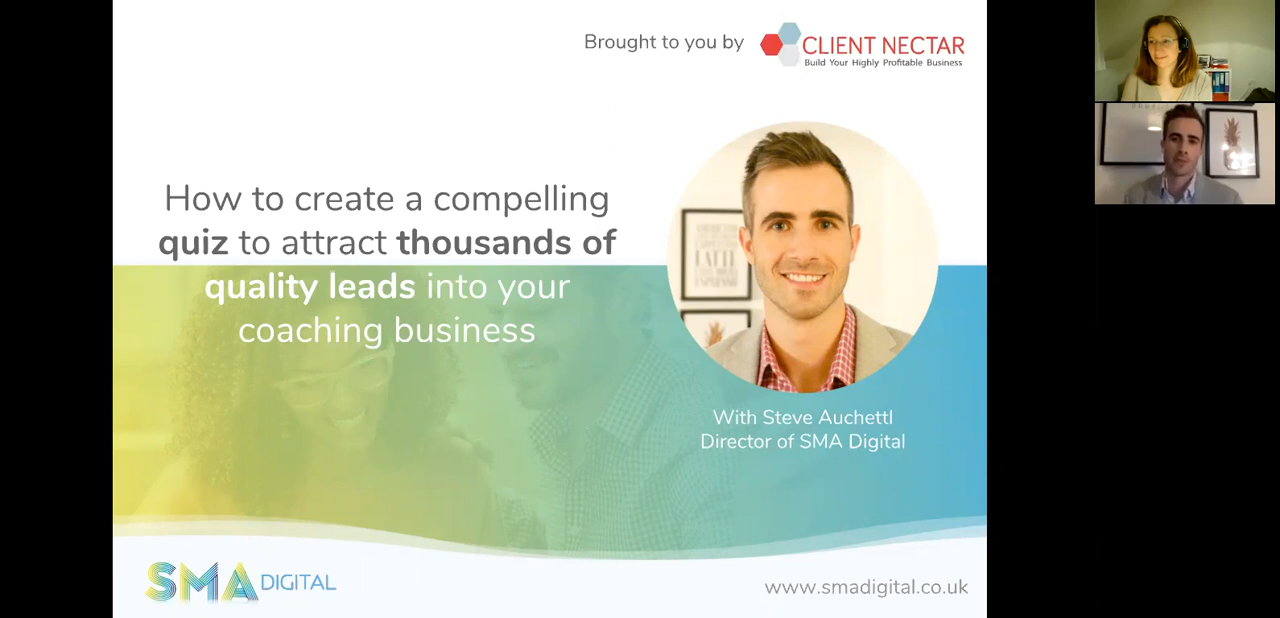 Brought to you by
CLIENT NECTAR
Build Your Highly Profitable Business
How to create a compelling
quiz to attract thousands of
quality leads into your
coaching business
With Steve Auchettl
Director of SMA Digital
SMA DIGITAL
www.smadigital.co.uk